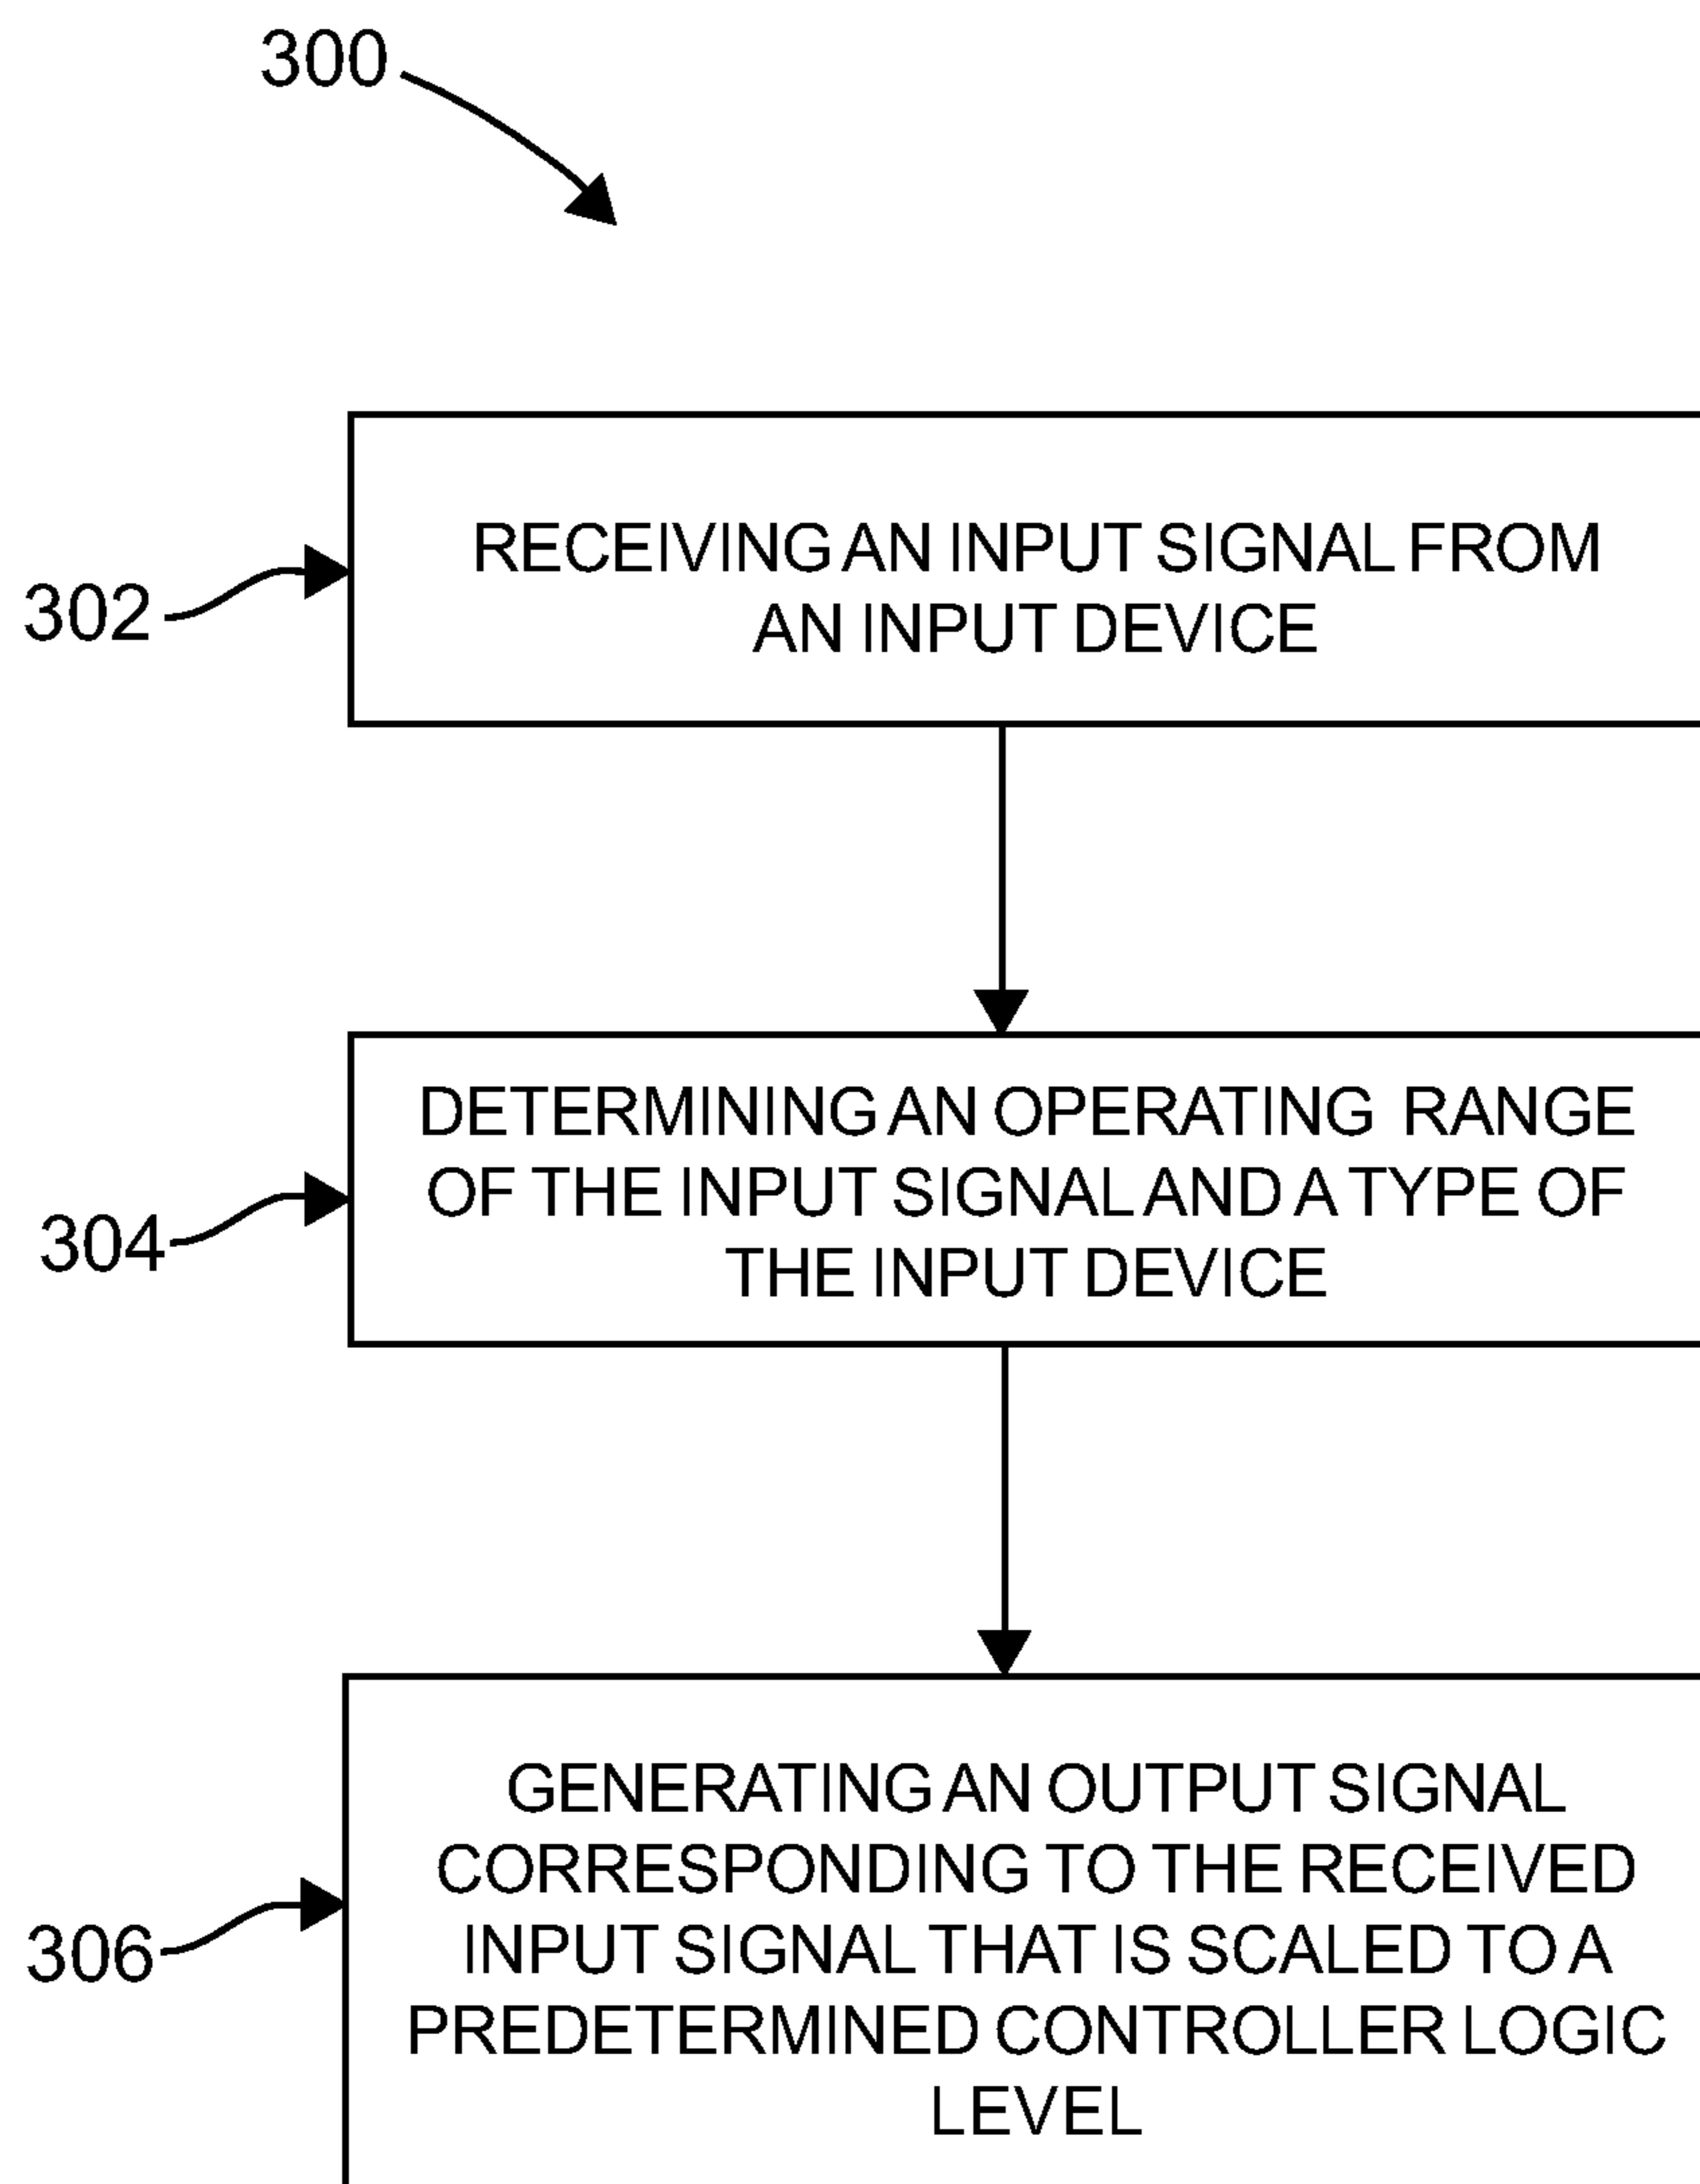 300
302
RECEIVING AN INPUT SIGNAL FROM
AN INPUT DEVICE
304
DETERMINING AN OPERATING RANGE
OF THE INPUT SIGNAL AND A TYPE OF
THE INPUT DEVICE
306
GENERATING AN OUTPUT SIGNAL
CORRESPONDING TO THE RECEIVED
INPUT SIGNAL THAT IS SCALED TO A
PREDETERMINED CONTROLLER LOGIC
LEVEL